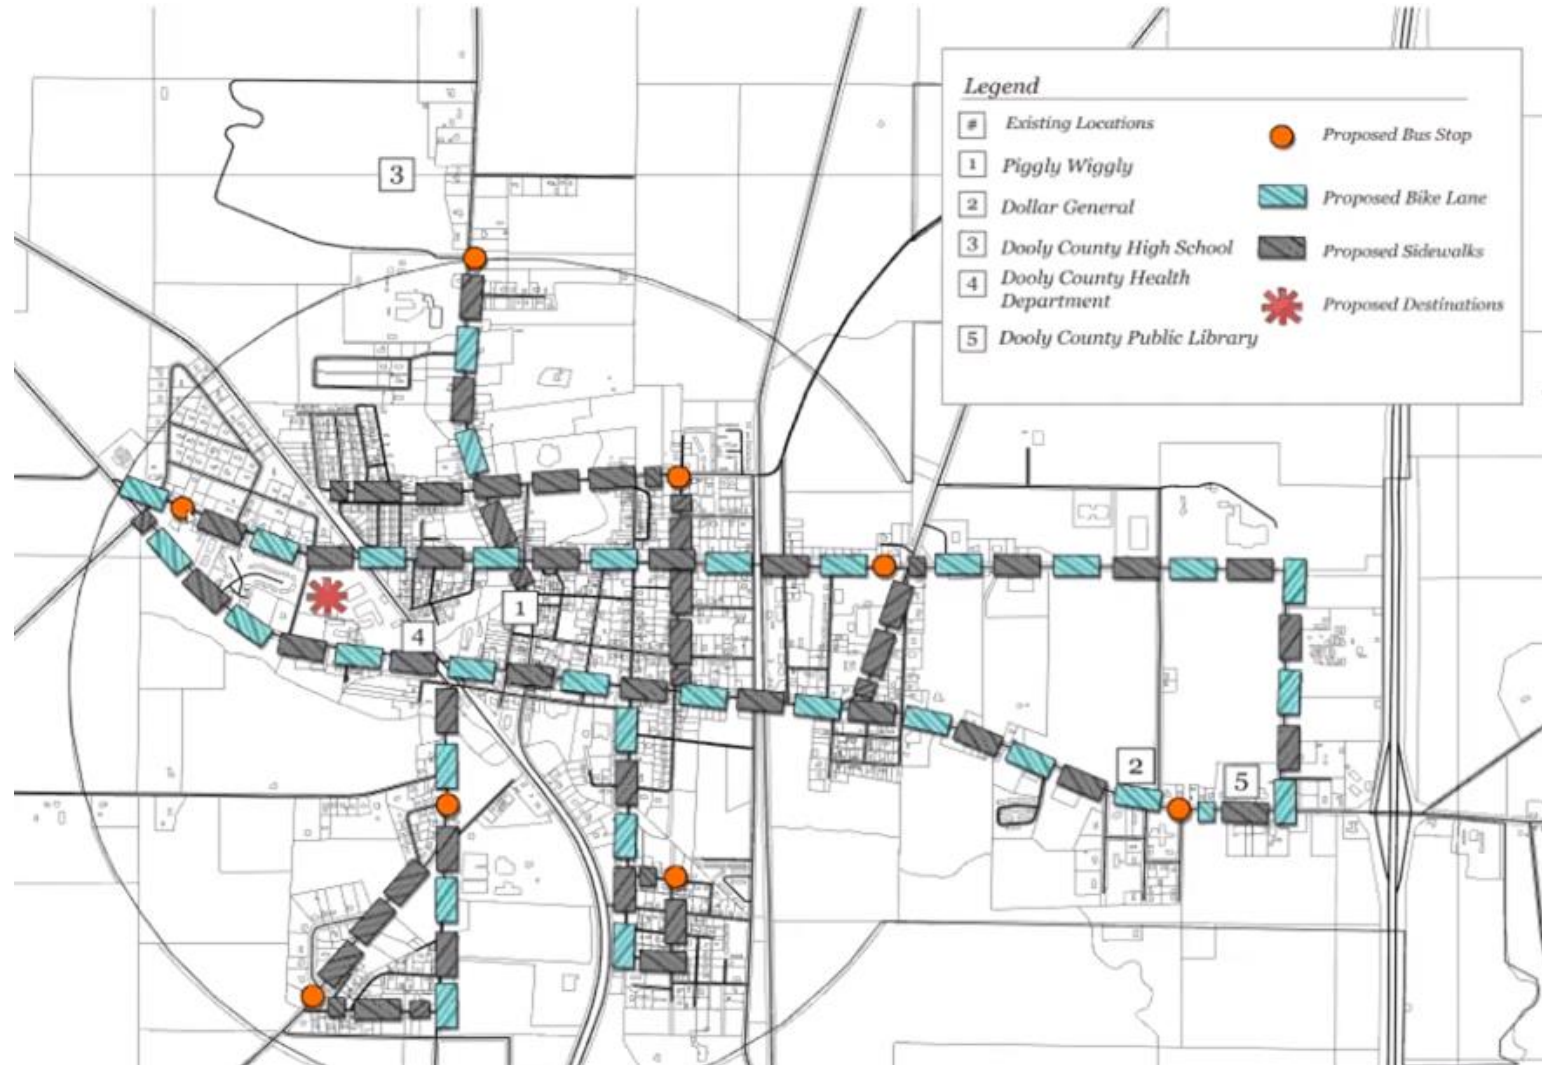 Legend
# Existing Locations
1 Piggly Wiggly
2 Dollar General
3 Dooly County High School
4 Dooly County Health
Department
5 Dooly County Public Library
Proposed Bus Stop
Proposed Bike Lane
Proposed Sidewalks
Proposed Destinations
3
1
4
2
5